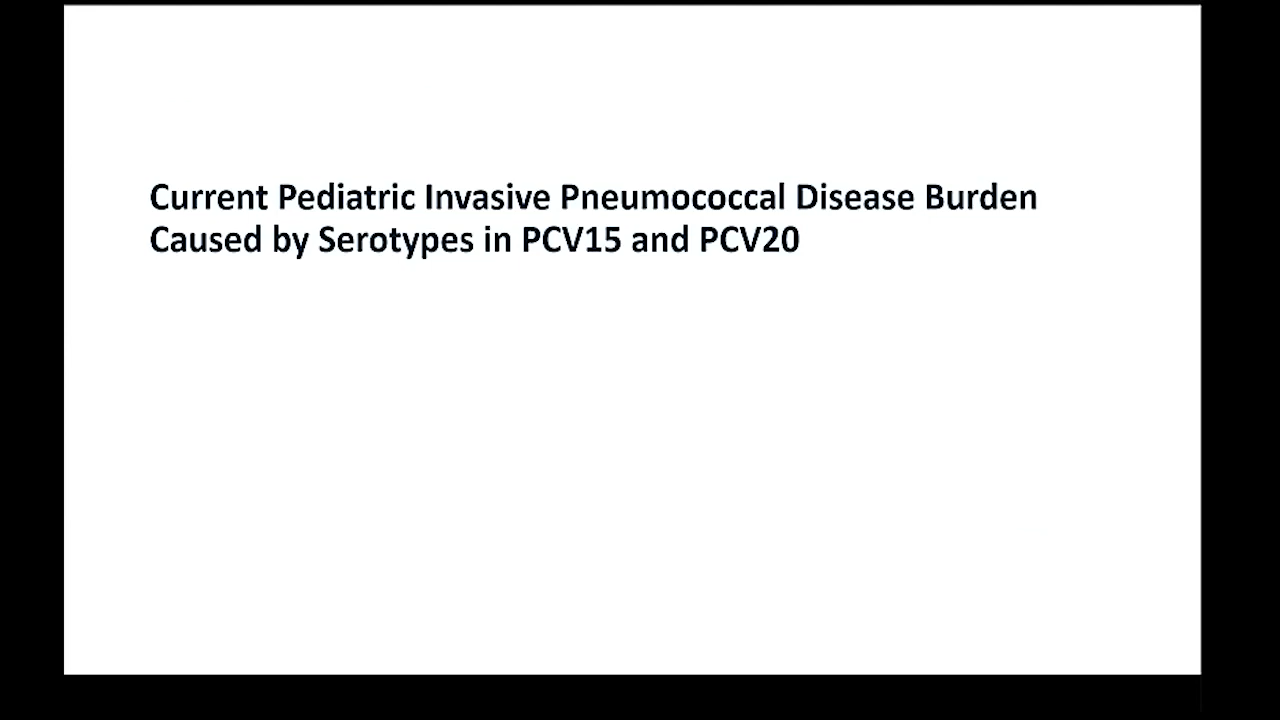 Current Pediatric Invasive Pneumococcal Disease Burden
Caused by Serotypes in PCV15 and PCV20